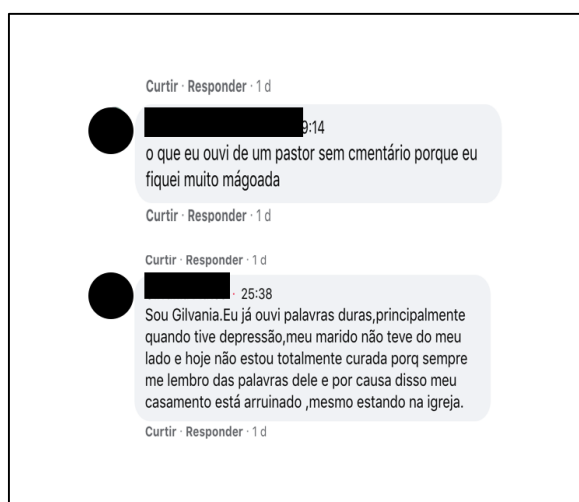 Curtir · Responder · 1 d
9:14
o que eu ouvi de um pastor sem cmentário porque eu
fiquei muito mágoada
Curtir · Responder · 1 d
Curtir · Responder · 1 d
· 25:38
Sou Gilvania.Eu já ouvi palavras duras,principalmente
quando tive depressão,meu marido não teve do meu
lado e hoje não estou totalmente curada porq sempre
me lembro das palavras dele e por causa disso meu
casamento está arruinado ,mesmo estando na igreja.
Curtir · Responder · 1 d